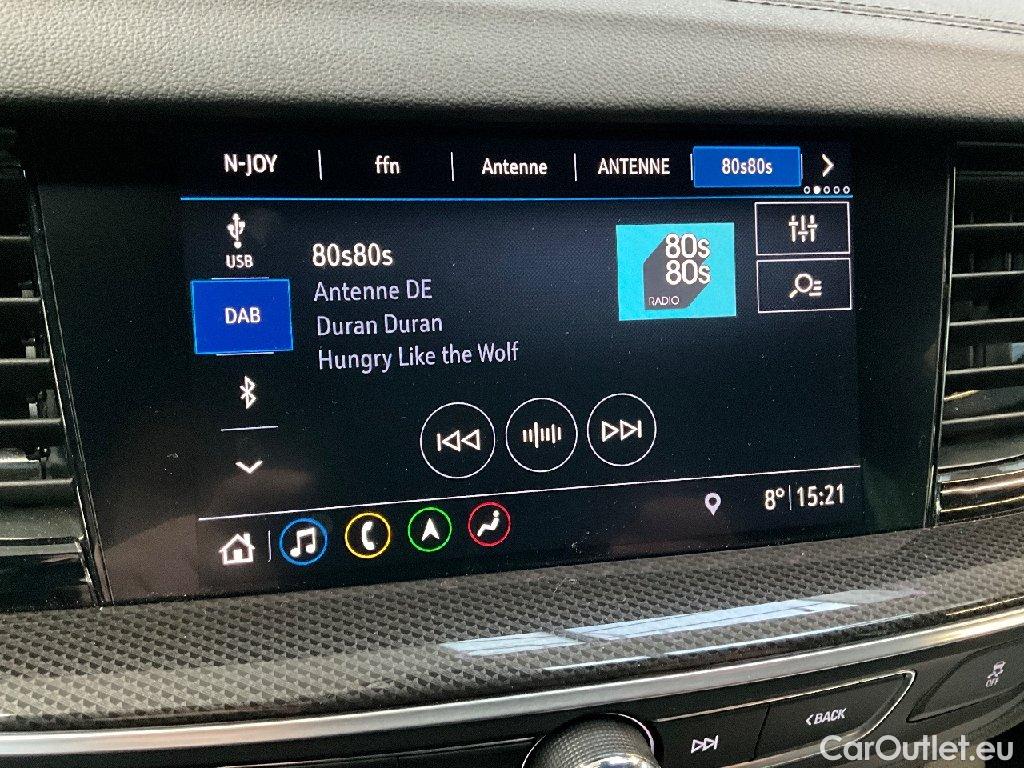 N-JOY ffn Antenne ANTENNE 80s80s
USB
80s80s
80s
80s
RADIO
DAB
Antenne DE
Duran Duran
Hungry Like the Wolf
8° 15:21
OFF
BACK
CarOutlet.eu